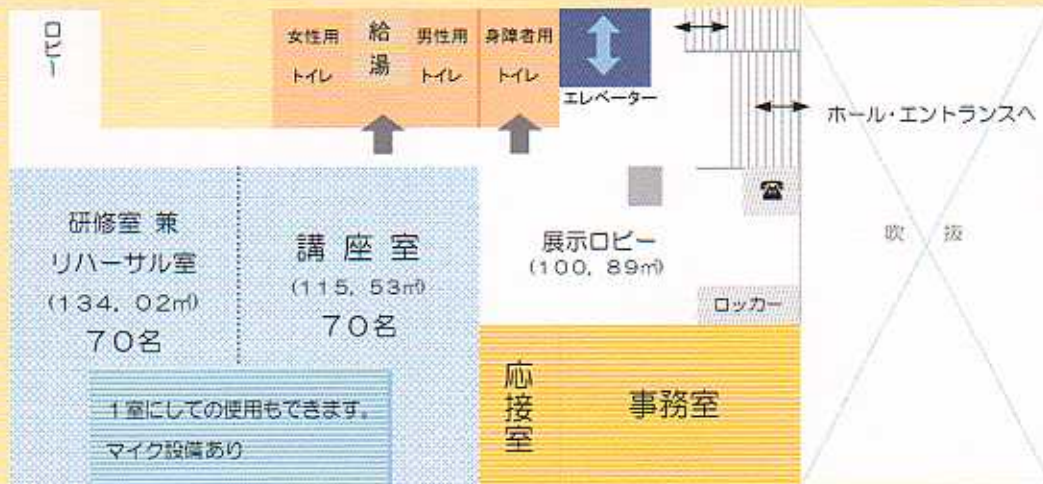 ロビー
女性用
トイレ
給湯
男性用
トイレ
身障者用
トイレ
エレベーター
ホール・エントランスへ
研修室 兼
リハーサル室
(134, 02㎡)
70名
講座室
(115, 53㎡)
70名
展示ロビー
(100, 89㎡)
☎
ロッカー
吹 抜
1室にしての使用もできます。
マイク設備あり
応接室
事務室